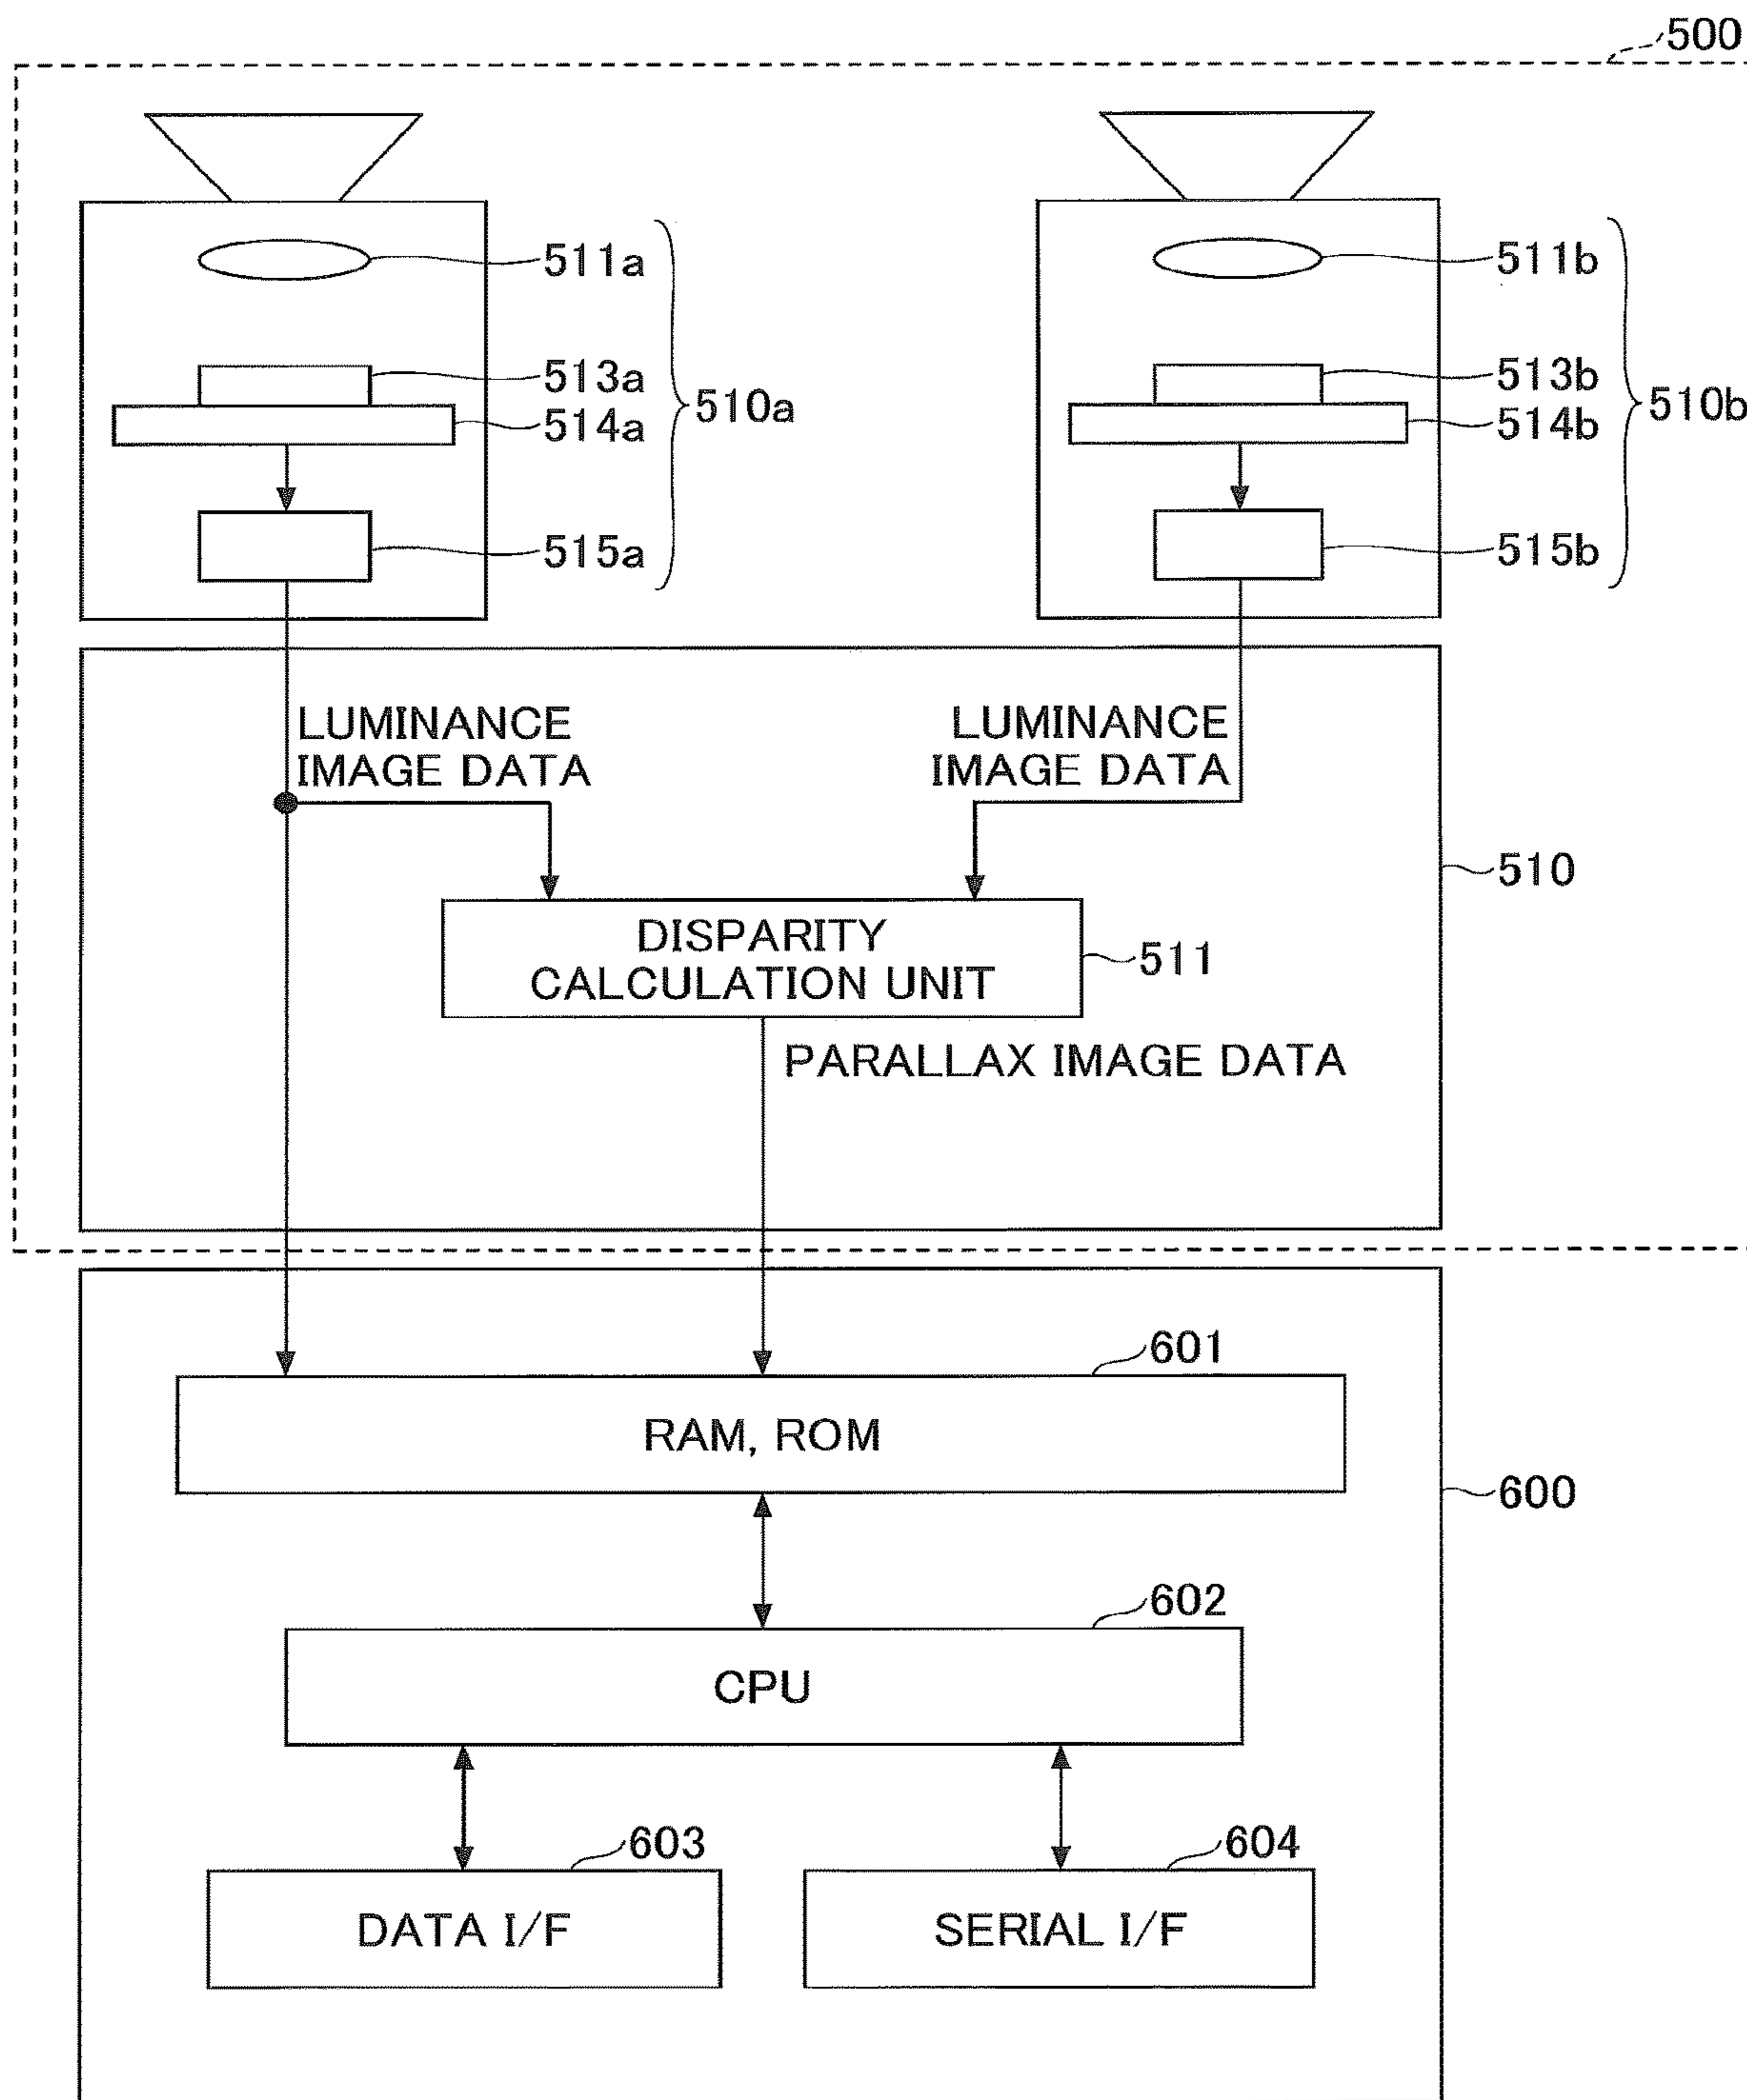 500
511a
513a
514a
510a
515a
511b
513b
514b
510b
515b
LUMINANCE
IMAGE DATA
LUMINANCE
IMAGE DATA
510
DISPARITY
CALCULATION UNIT
511
PARALLAX IMAGE DATA
601
RAM, ROM
600
602
CPU
603
DATA I/F
604
SERIAL I/F